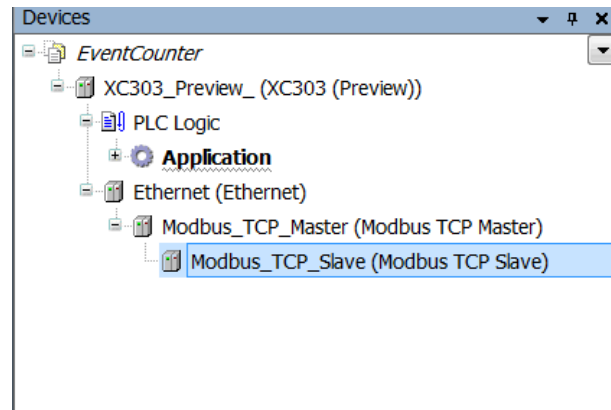 Devices
EventCounter
XC303_Preview_ (XC303 (Preview))
PLC Logic
Application
Ethernet (Ethernet)
Modbus_TCP_Master (Modbus TCP Master)
Modbus_TCP_Slave (Modbus TCP Slave)